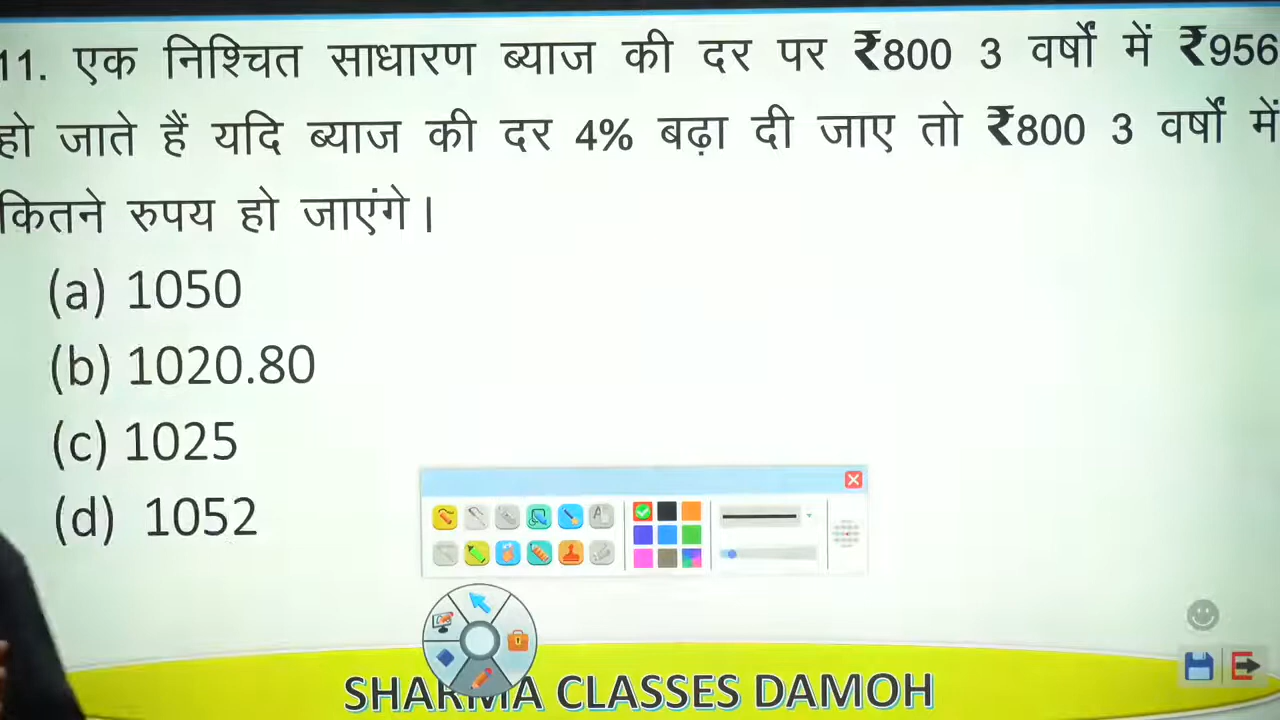 11. एक निश्चित साधारण ब्याज की दर पर ₹800 3 वर्षों में ₹956
हो जाते हैं यदि ब्याज की दर 4% बढ़ा दी जाए तो ₹800 3 वर्षों में
कितने रुपय हो जाएंगे।
(a) 1050
(b) 1020.80
(c) 1025
(d) 1052
SHARMA CLASSES DAMOH